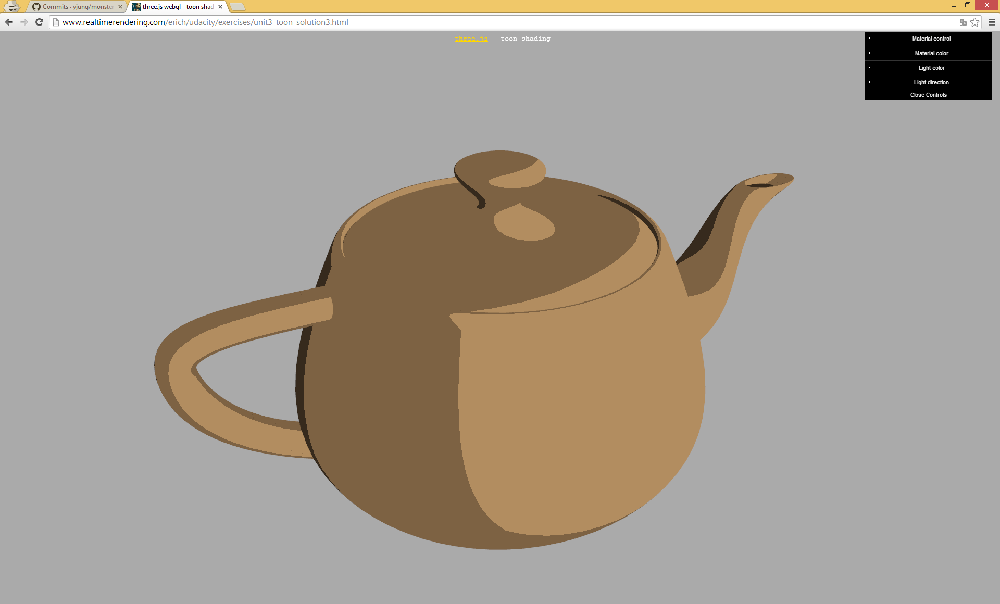 Commits · yjung/monster
three.js webgl - toon shad
www.realtimerendering.com/erich/udacity/exercises/unit3_toon_solution3.html
three.js - toon shading
Material control
Material color
Light color
Light direction
Close Controls